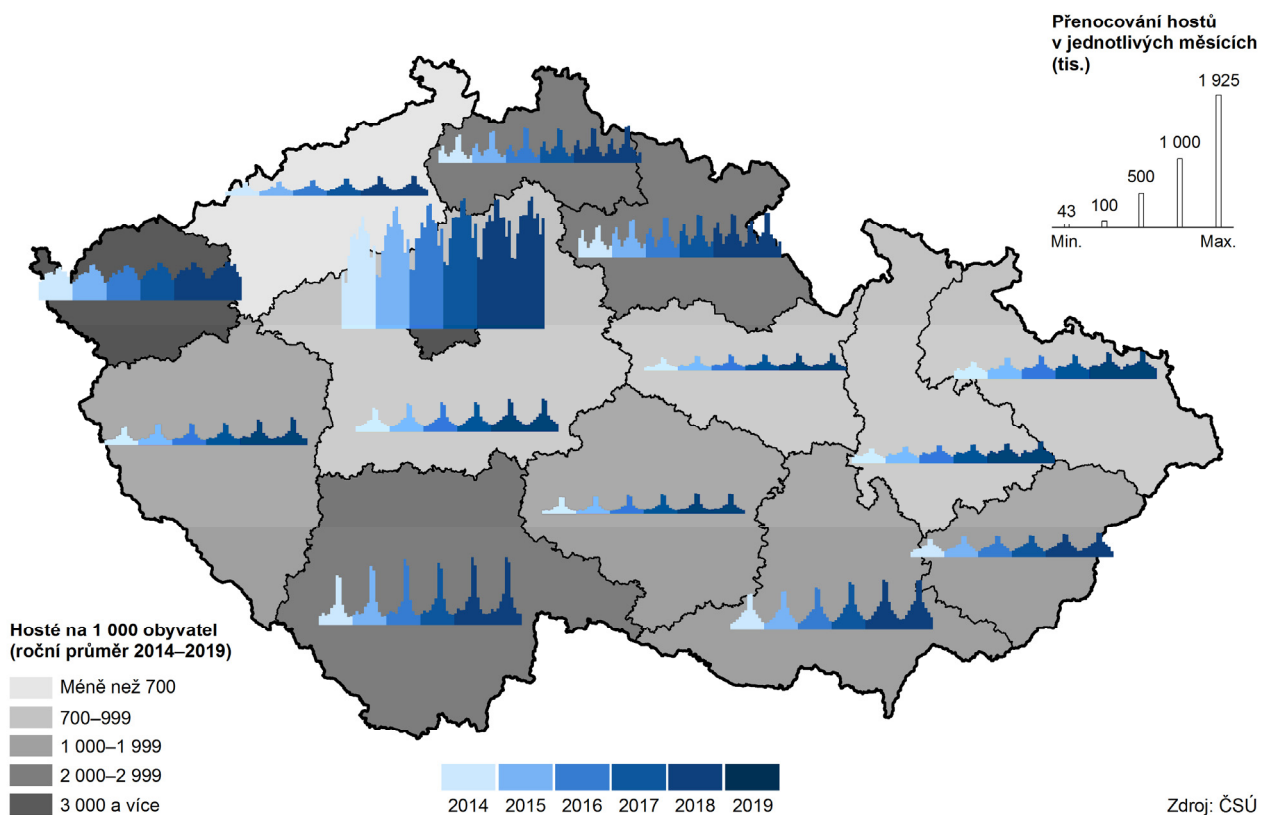 Přenocování hostů
v jednotlivých měsících
(tis.)
1 925
1 000
500
100
43
Min.
Max.
Hosté na 1 000 obyvatel
(roční průměr 2014–2019)
Méně než 700
700–999
1 000–1 999
2 000–2 999
3 000 a více
2014 2015 2016 2017 2018 2019
Zdroj: ČSÚ